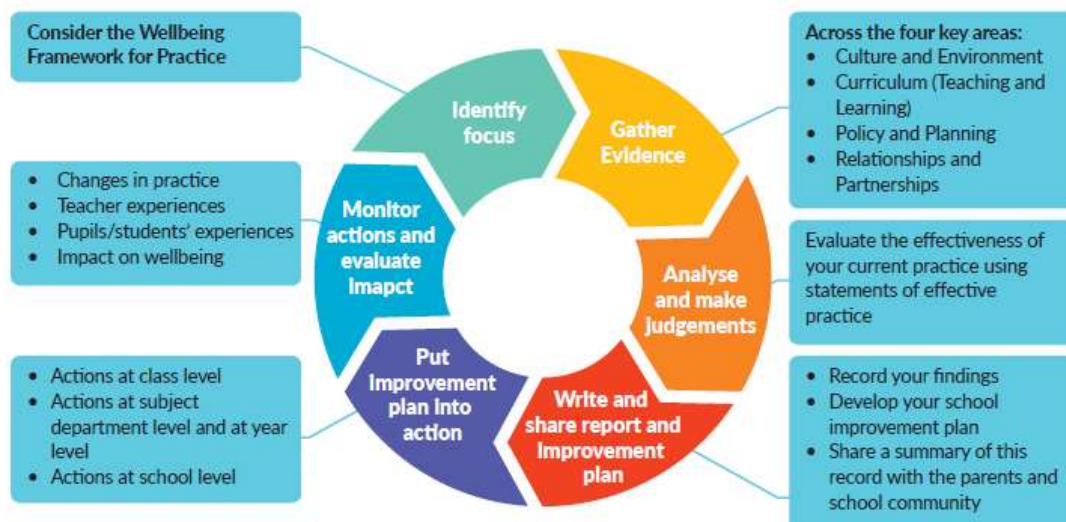 Consider the Wellbeing
Framework for Practice
Identify
focus
Gather
Evidence
Across the four key areas:
• Culture and Environment
• Curriculum (Teaching and
Learning)
• Policy and Planning
• Relationships and
Partnerships
Analyse
and make
Judgements
Evaluate the effectiveness of
your current practice using
statements of effective
practice
Write and
share report and
Improvement
plan
• Record your findings
• Develop your school
improvement plan
• Share a summary of this
record with the parents and
school community
Put
Improvement
plan into
action
• Actions at class level
• Actions at subject
department level and at year
level
• Actions at school level
Monitor
actions and
evaluate
Imapct
• Changes in practice
• Teacher experiences
• Pupils/students' experiences
• Impact on wellbeing